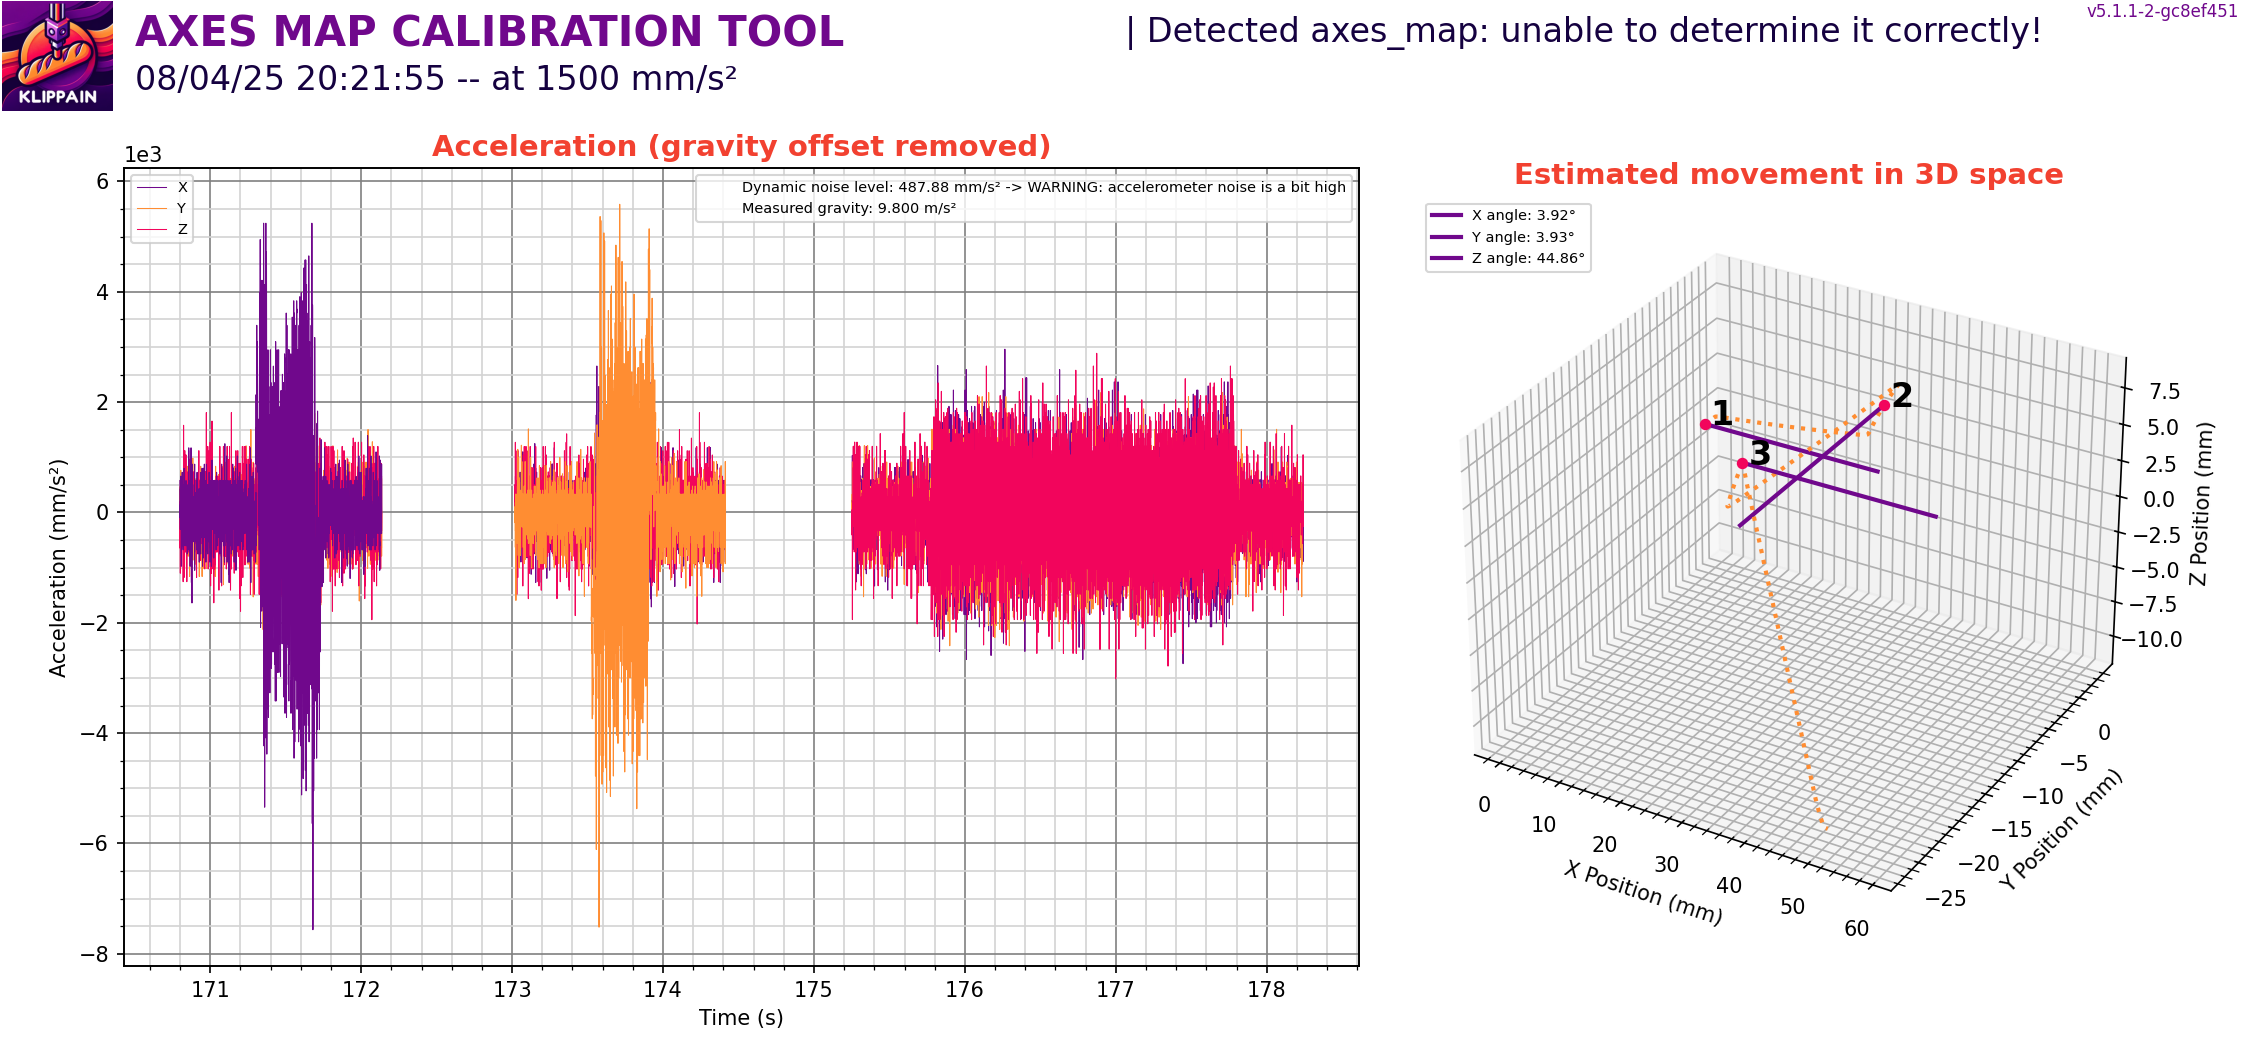 KLIPPAIN
AXES MAP CALIBRATION TOOL
08/04/25 20:21:55 -- at 1500 mm/s²
| Detected axes_map: unable to determine it correctly!
v5.1.1-2-gc8ef451
Acceleration (gravity offset removed)
1e3
X
Y
Z
Dynamic noise level: 487.88 mm/s² -> WARNING: accelerometer noise is a bit high
Measured gravity: 9.800 m/s²
6
4
2
0
−2
−4
−6
−8
Acceleration (mm/s²)
171
172
173
174
175
176
177
178
Time (s)
Estimated movement in 3D space
X angle: 3.92°
Y angle: 3.93°
Z angle: 44.86°
1
2
3
7.5
5.0
2.5
0.0
−2.5
−5.0
−7.5
−10.0
Z Position (mm)
0
−5
−10
−15
−20
−25
Y Position (mm)
0
10
20
30
40
50
60
X Position (mm)